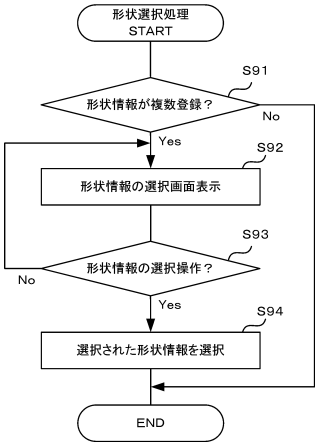 形状選択処理
START
S91
形状情報が複数登録？
No
Yes
S92
形状情報の選択画面表示
S93
形状情報の選択操作？
No
Yes
S94
選択された形状情報を選択
END